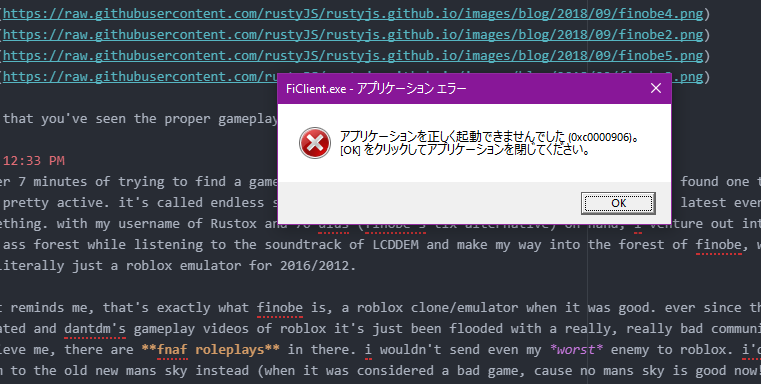 (https://raw.githubusercontent.com/rustyJS/rustyjs.github.io/images/blog/2018/09/finobe4.png)
(https://raw.githubusercontent.com/rustyJS/rustyjs.github.io/images/blog/2018/09/finobe2.png)
(https://raw.githubusercontent.com/rustyJS/rustyjs.github.io/images/blog/2018/09/finobe5.png)
(https://raw.githubusercontent.com/ .png)
that you've seen the proper gameplay
FiClient.exe - アプリケーション エラー
アプリケーションを正しく起動できませんでした (0xc0000906)。
[OK] をクリックしてアプリケーションを閉じてください。
OK
12:33 PM
er 7 minutes of trying to find a game found one t
pretty active. it's called endless s latest even
ething. with my username of Rustox and hand, i venture out int
ass forest while listening to the soundtrack of LCDDEM and make my way into the forest of finobe, w
literally just a roblox emulator for 2016/2012.
t reminds me, that's exactly what finobe is, a roblox clone/emulator when it was good. ever since th
ated and dantdm's gameplay videos of roblox it's just been flooded with a really, really bad communi
ieve me, there are **fnaf roleplays** in there. i wouldn't send even my *worst* enemy to roblox. i'd
n to the old new mans sky instead (when it was considered a bad game, cause no mans sky is good now!